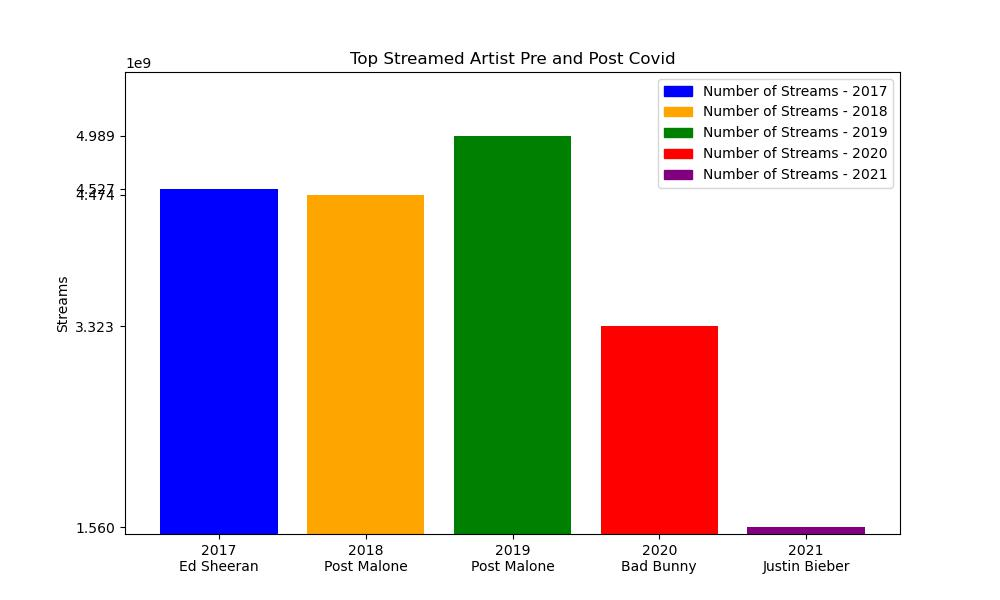 Top Streamed Artist Pre and Post Covid
1e9
Number of Streams - 2017
Number of Streams - 2018
Number of Streams - 2019
Number of Streams - 2020
Number of Streams - 2021
4.989
4.527
4.474
3.323
1.560
Streams
2017
Ed Sheeran
2018
Post Malone
2019
Post Malone
2020
Bad Bunny
2021
Justin Bieber